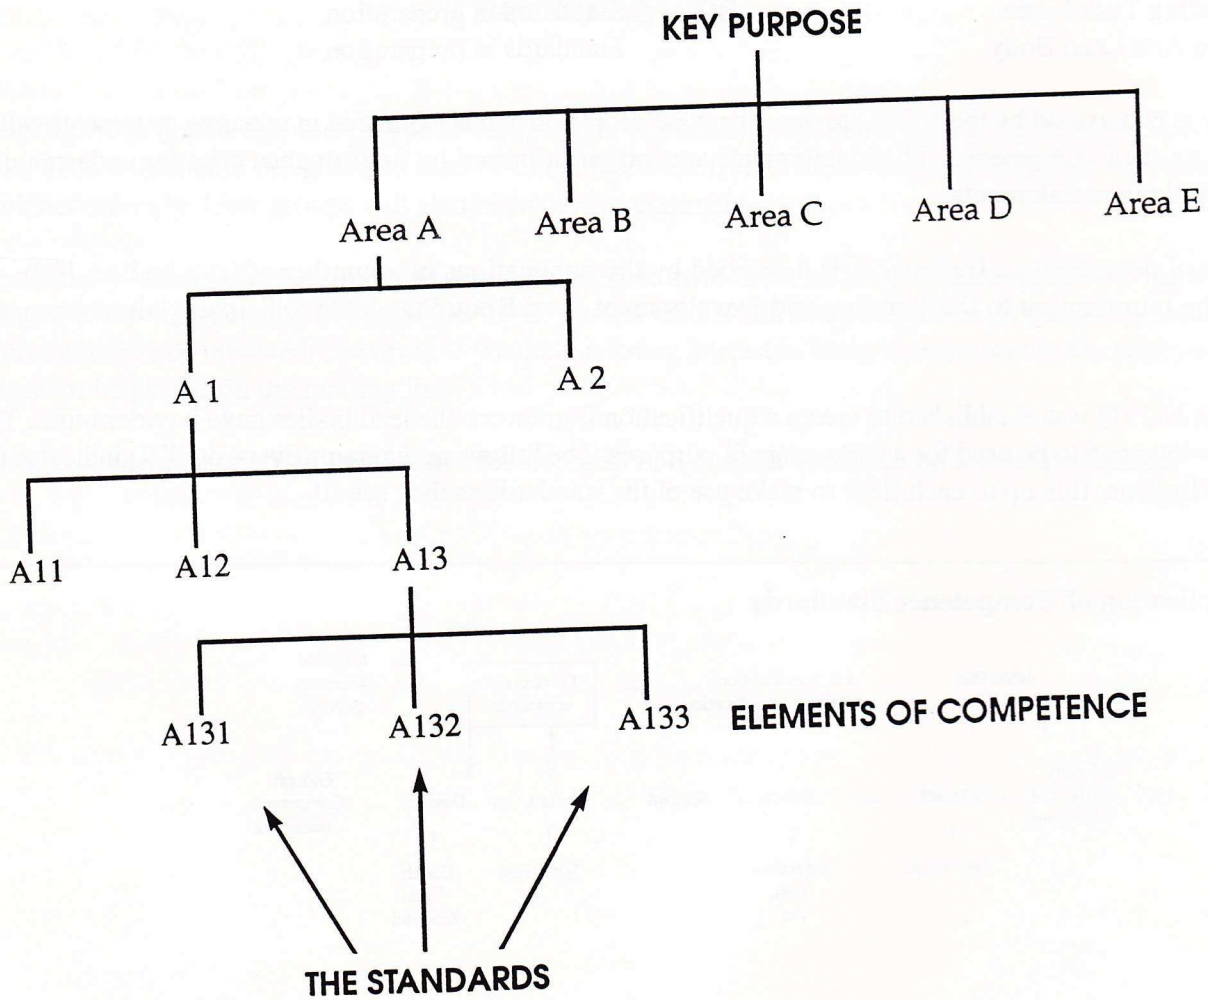 KEY PURPOSE
Area A Area B Area C Area D Area E
A 1 A 2
A11 A12 A13
A131 A132 A133 ELEMENTS OF COMPETENCE
THE STANDARDS